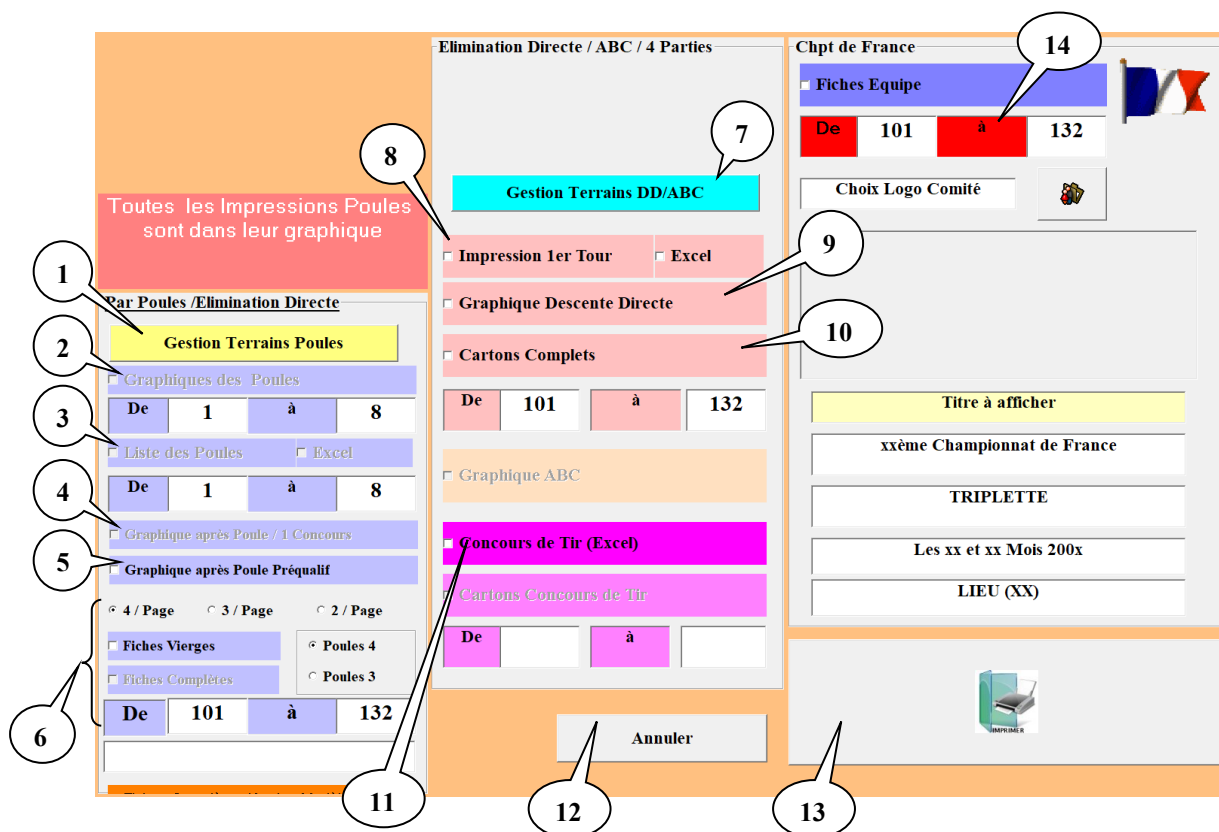 Toutes les Impressions Poules
sont dans leur graphique
1
Par Poules /Elimination Directe
Gestion Terrains Poules
2
Graphiques des Poules
De 1 à 8
3
Liste des Poules Excel
De 1 à 8
4
Graphique après Poule / 1 Concours
5
Graphique après Poule Préqualif
4 / Page 3 / Page 2 / Page
Fiches Vierges
Poules 4
Fiches Complètes
Poules 3
6
De 101 à 132
Elimination Directe / ABC / 4 Parties
7
Gestion Terrains DD/ABC
8
Impression 1er Tour Excel
9
Graphique Descente Directe
10
Cartons Complets
De 101 à 132
Graphique ABC
Concours de Tir (Excel)
11
Cartons Concours de Tir
De à
Annuler
12
Chpt de France
14
Fiches Equipe
De 101 à 132
Choix Logo Comité
Titre à afficher
xxème Championnat de France
TRIPLETTE
Les xx et xx Mois 200x
LIEU (XX)
IMPRIMER
13